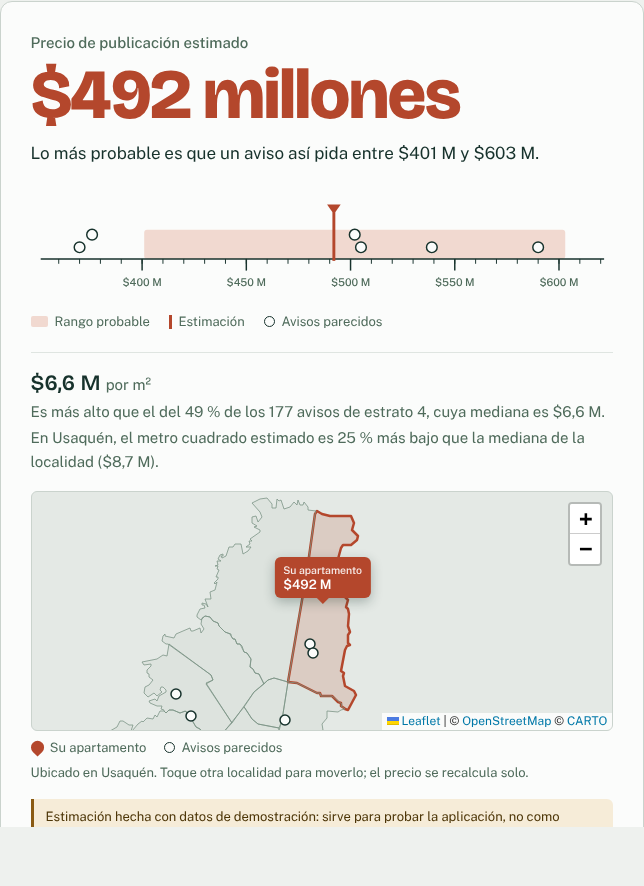 Precio de publicación estimado
$492 millones
Lo más probable es que un aviso así pida entre $401 M y $603 M.
$400 M $450 M $500 M $550 M $600 M
Rango probable Estimación Avisos parecidos
$6,6 M por m²
Es más alto que el del 49 % de los 177 avisos de estrato 4, cuya mediana es $6,6 M.
En Usaquén, el metro cuadrado estimado es 25 % más bajo que la mediana de la
localidad ($8,7 M).
+
−
Su apartamento
$492 M
Leaflet | © OpenStreetMap © CARTO
Su apartamento Avisos parecidos
Ubicado en Usaquén. Toque otra localidad para moverlo; el precio se recalcula solo.
Estimación hecha con datos de demostración: sirve para probar la aplicación, no como